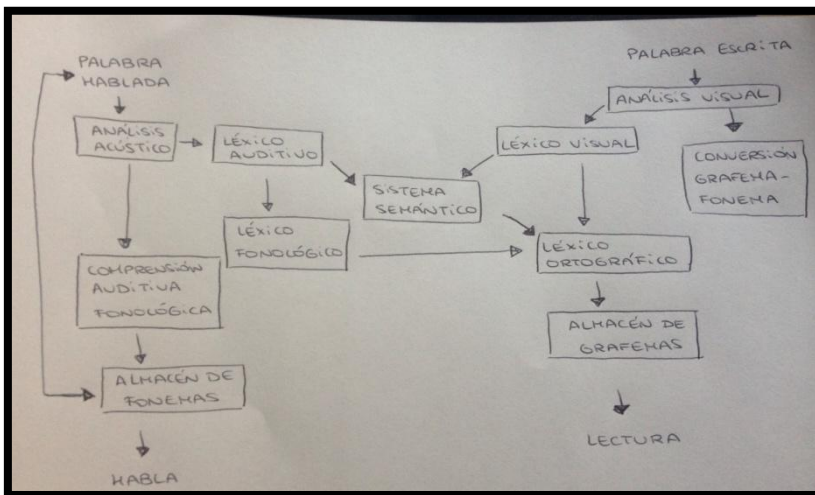 PALABRA
HABLADA
ANÁLISIS
ACÚSTICO
LÉXICO
AUDITIVO
LÉXICO
FONOLÓGICO
COMPRENSIÓN
AUDITIVA
FONOLÓGICA
ALMACÉN DE
FONEMAS
HABLA
PALABRA ESCRITA
ANÁLISIS VISUAL
LÉXICO VISUAL
CONVERSIÓN
GRAFEMA-
FONEMA
SISTEMA
SEMÁNTICO
LÉXICO
ORTOGRÁFICO
ALMACÉN DE
GRAFEMAS
LECTURA